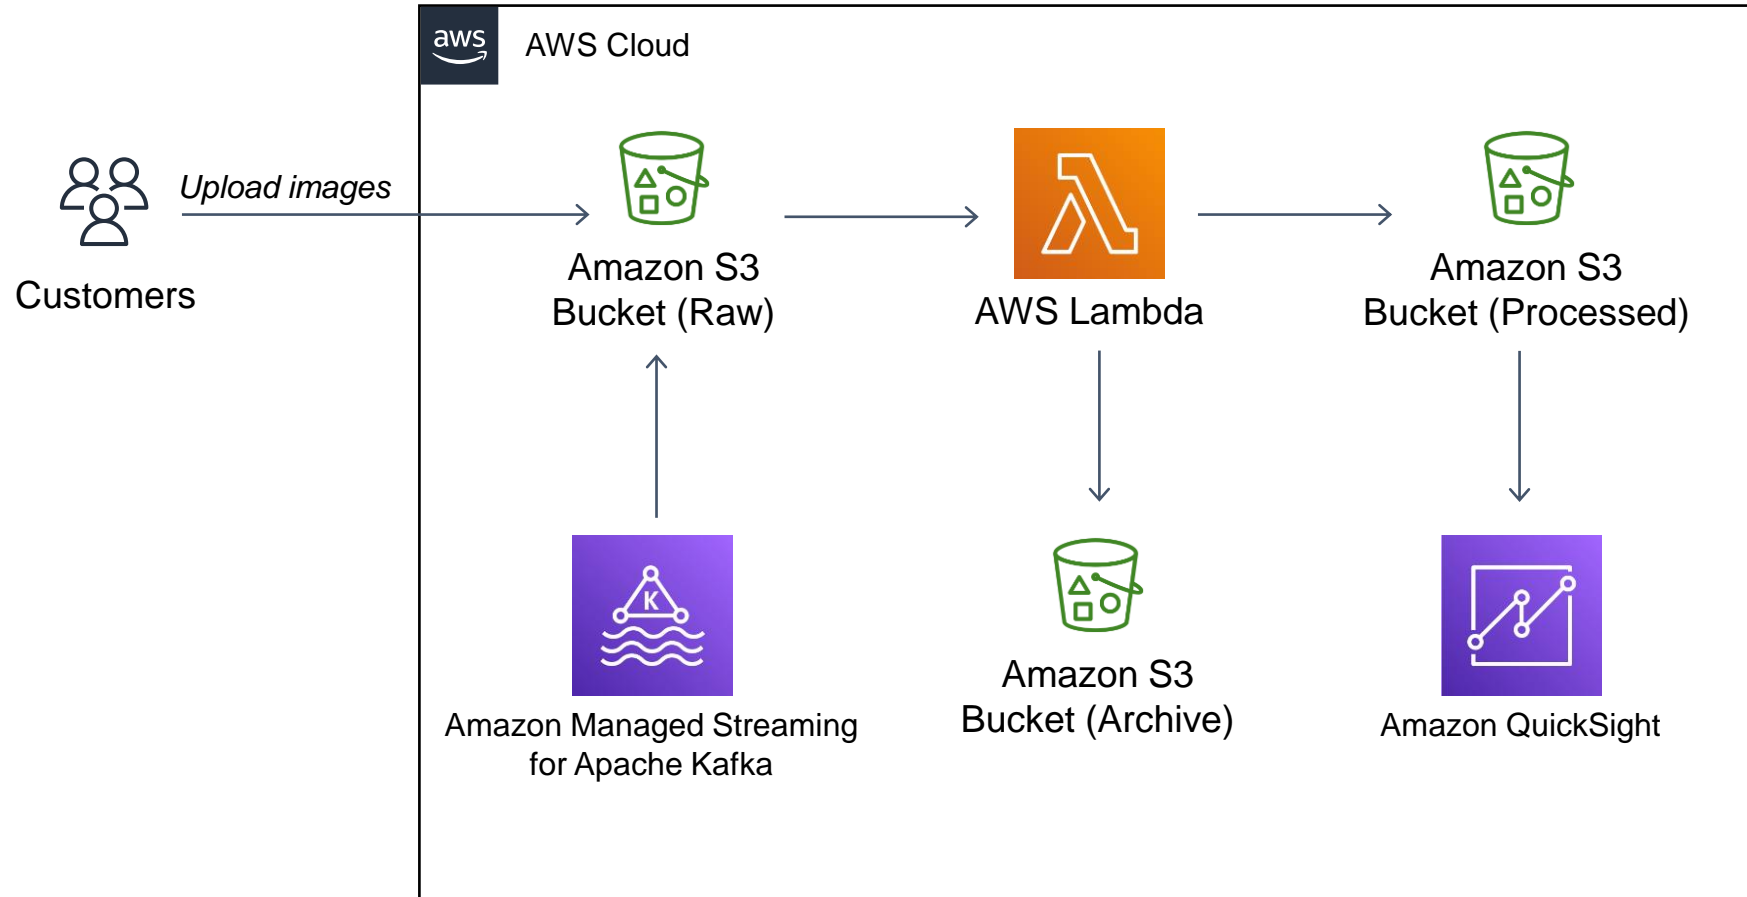 aws
AWS Cloud
Upload images
Customers
Amazon S3
Bucket (Raw)
AWS Lambda
Amazon S3
Bucket (Processed)
K
Amazon Managed Streaming
for Apache Kafka
Amazon S3
Bucket (Archive)
Amazon QuickSight